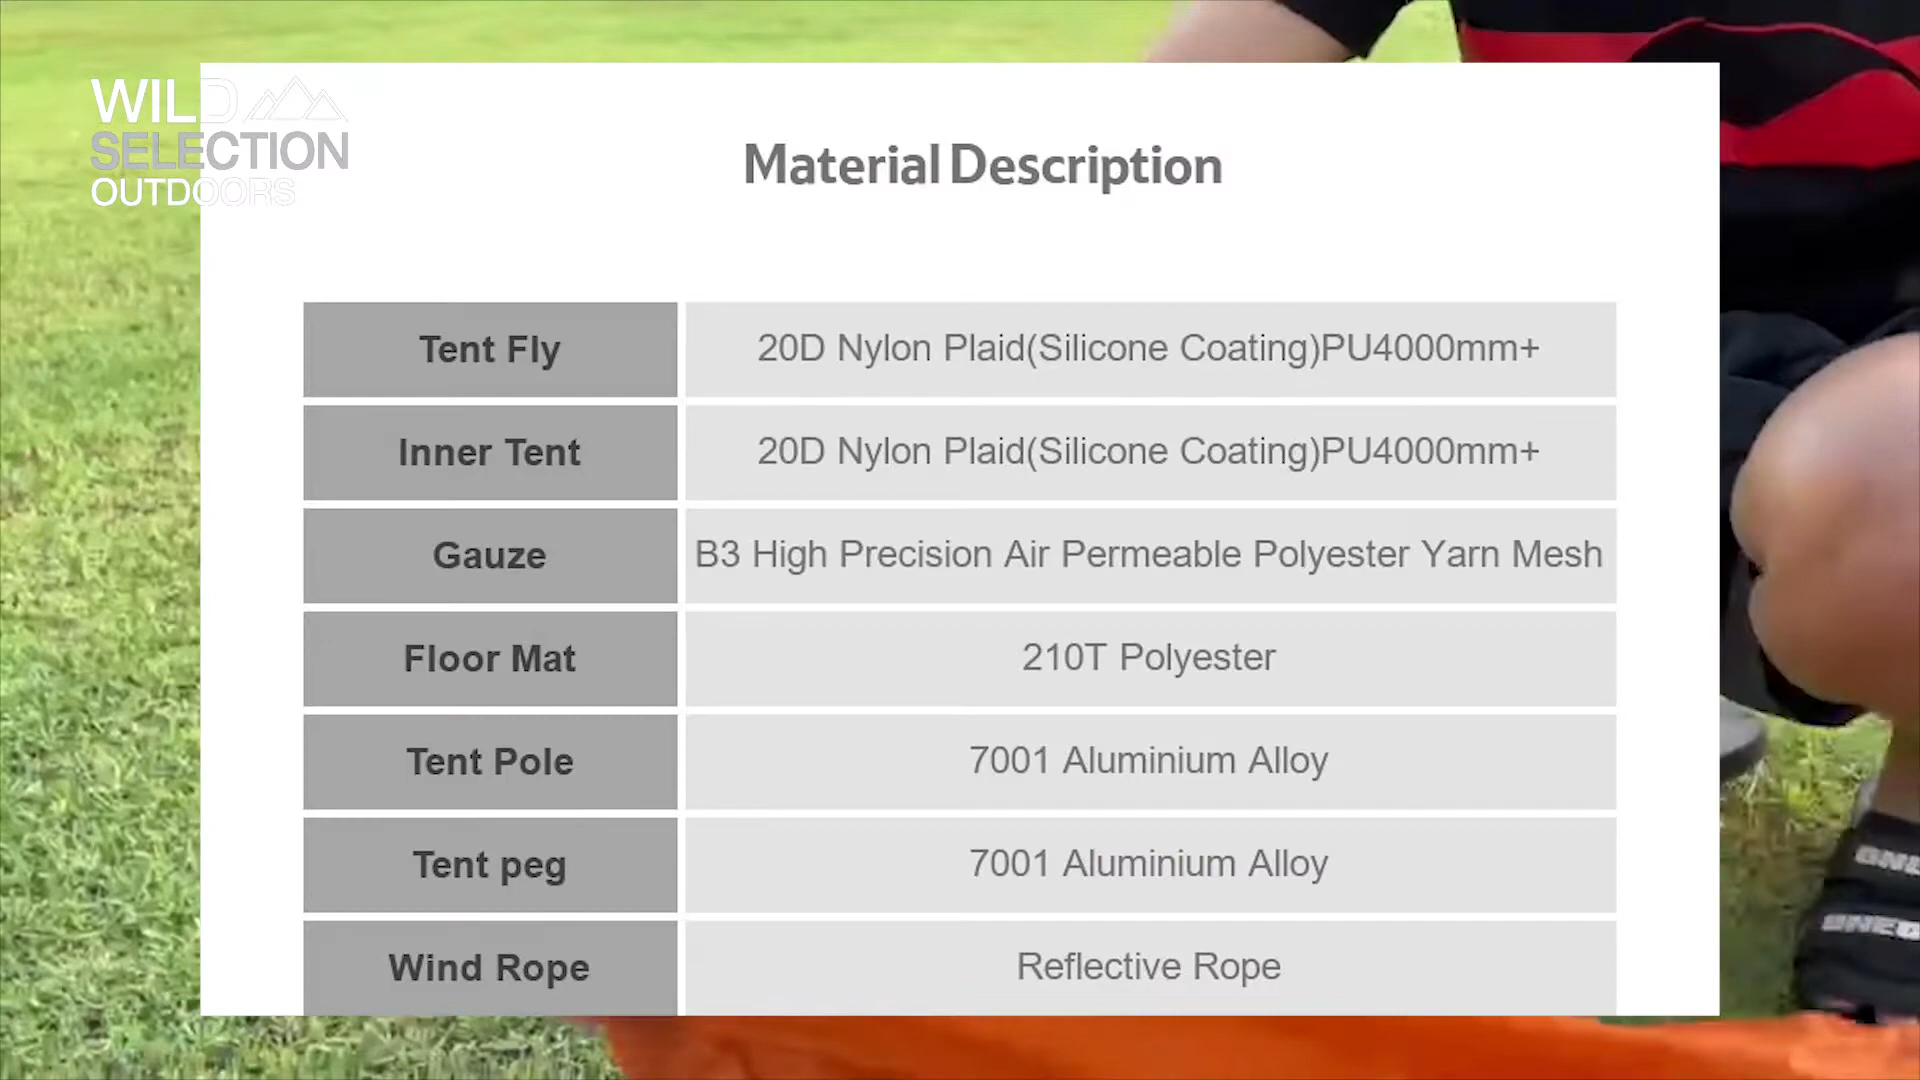 WILD
SELECTION
OUTDOORS
Material Description
Tent Fly
20D Nylon Plaid(Silicone Coating)PU4000mm+
Inner Tent
20D Nylon Plaid(Silicone Coating)PU4000mm+
Gauze
B3 High Precision Air Permeable Polyester Yarn Mesh
Floor Mat
210T Polyester
Tent Pole
7001 Aluminium Alloy
Tent peg
7001 Aluminium Alloy
Wind Rope
Reflective Rope